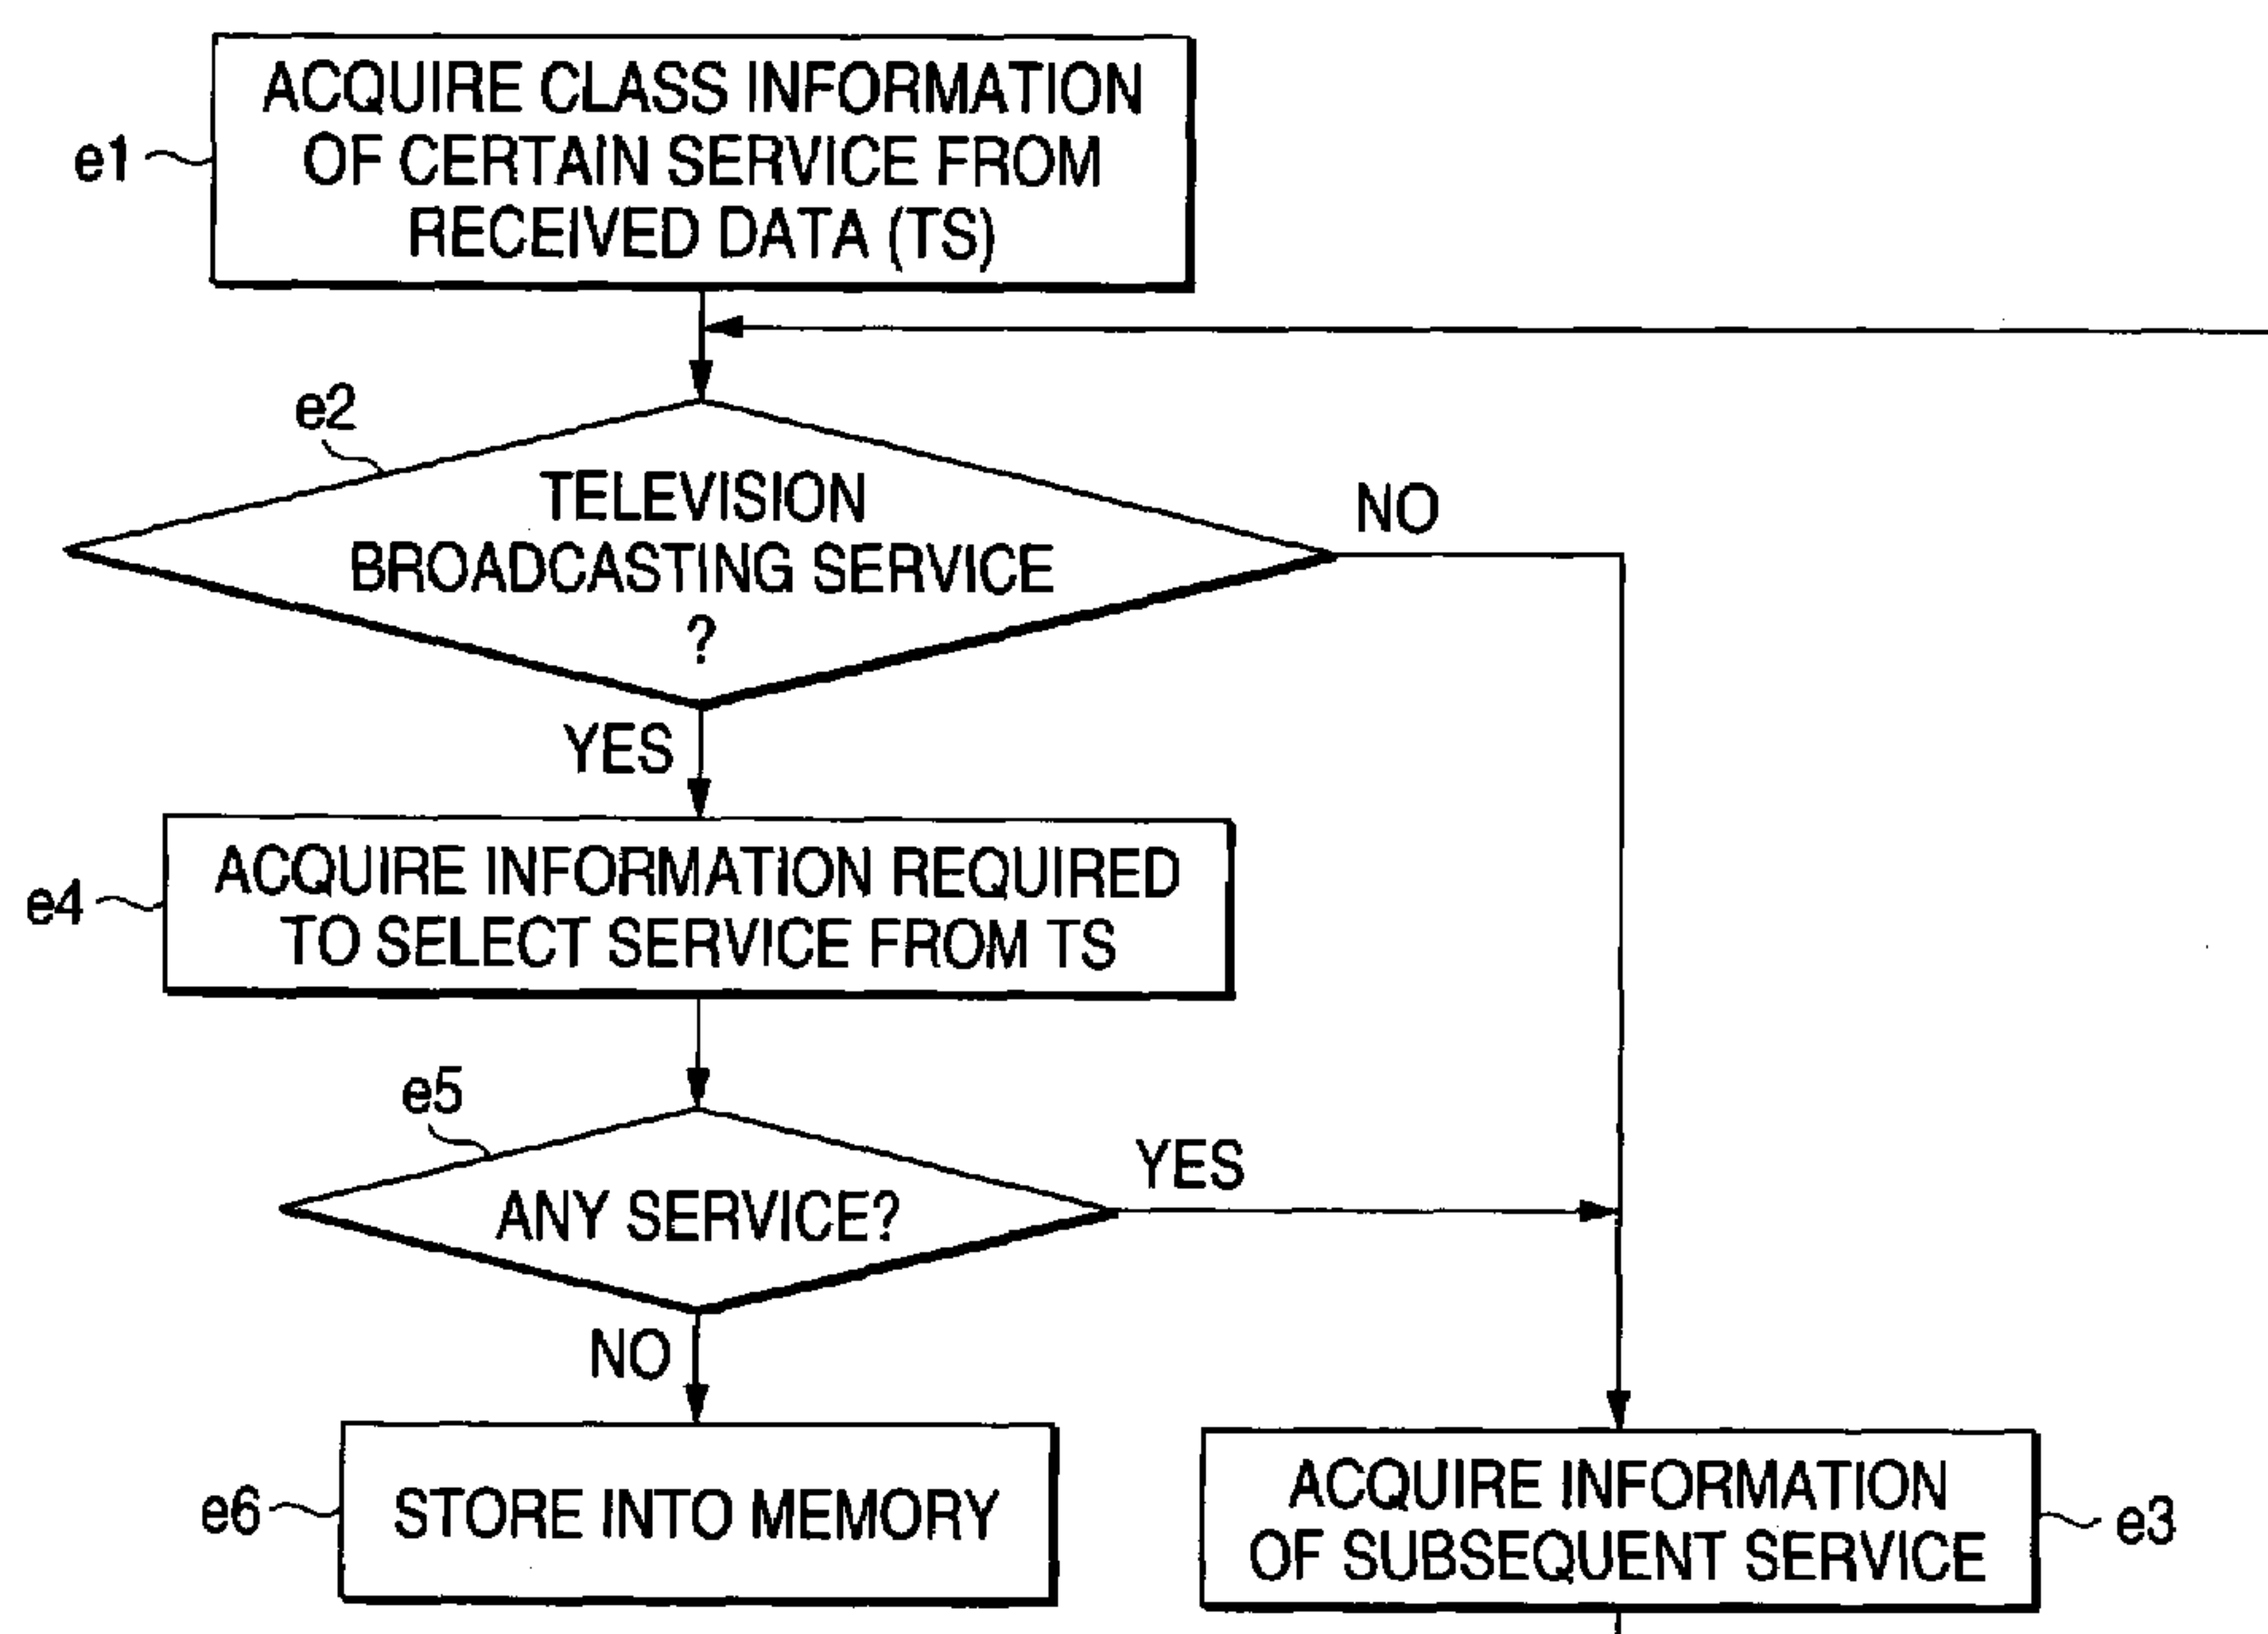 ACQUIRE CLASS INFORMATION
OF CERTAIN SERVICE FROM
RECEIVED DATA (TS)
e1
e2
TELEVISION
BROADCASTING SERVICE
?
NO
YES
ACQUIRE INFORMATION REQUIRED
TO SELECT SERVICE FROM TS
e4
e5
ANY SERVICE?
YES
NO
STORE INTO MEMORY
e6
ACQUIRE INFORMATION
OF SUBSEQUENT SERVICE
e3